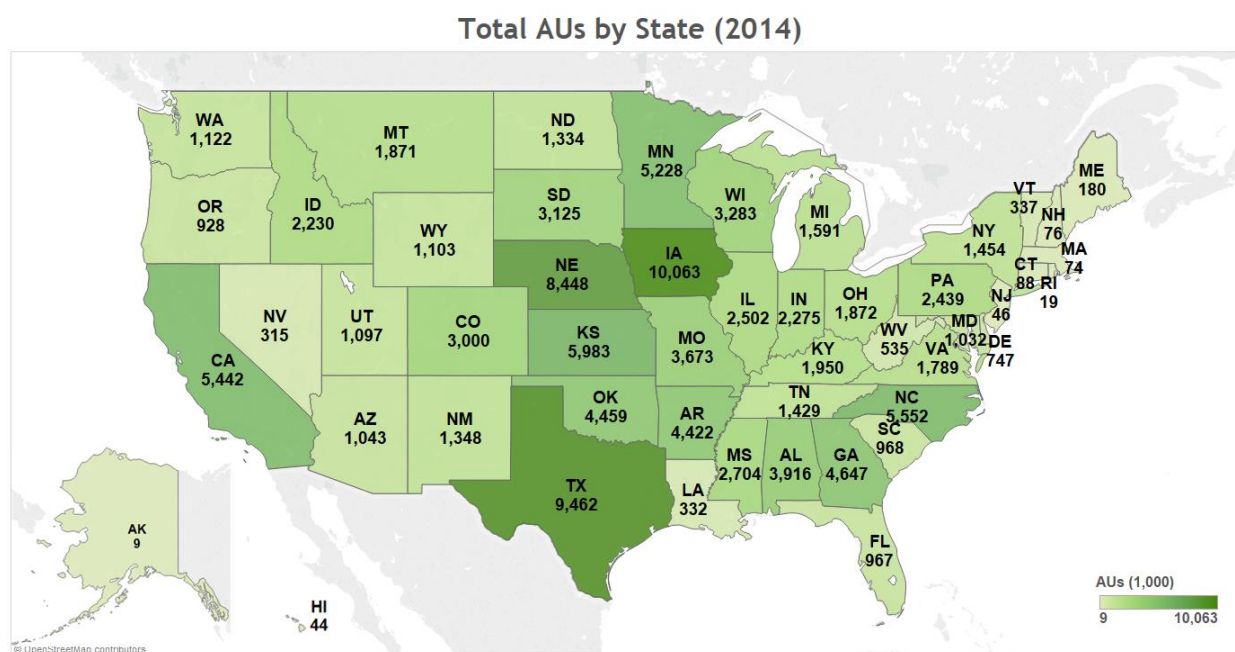 Total AUs by State (2014)
WA
1,122
MT
1,871
ND
1,334
MN
5,228
OR
928
ID
2,230
WY
1,103
SD
3,125
WI
3,283
MI
1,591
NY
1,454
VT
337
NH
76
ME
180
MA
74
CT
88
RI
19
NV
315
UT
1,097
CO
3,000
NE
8,448
IA
10,063
IL
2,502
IN
2,275
OH
1,872
PA
2,439
NJ
46
CA
5,442
KS
5,983
MO
3,673
KY
1,950
WV
535
MD
1,032
DE
747
VA
1,789
AZ
1,043
NM
1,348
OK
4,459
AR
4,422
TN
1,429
NC
5,552
SC
968
TX
9,462
LA
332
MS
2,704
AL
3,916
GA
4,647
FL
967
AK
9
HI
44
AUs (1,000)
9 10,063
© OpenStreetMap contributors